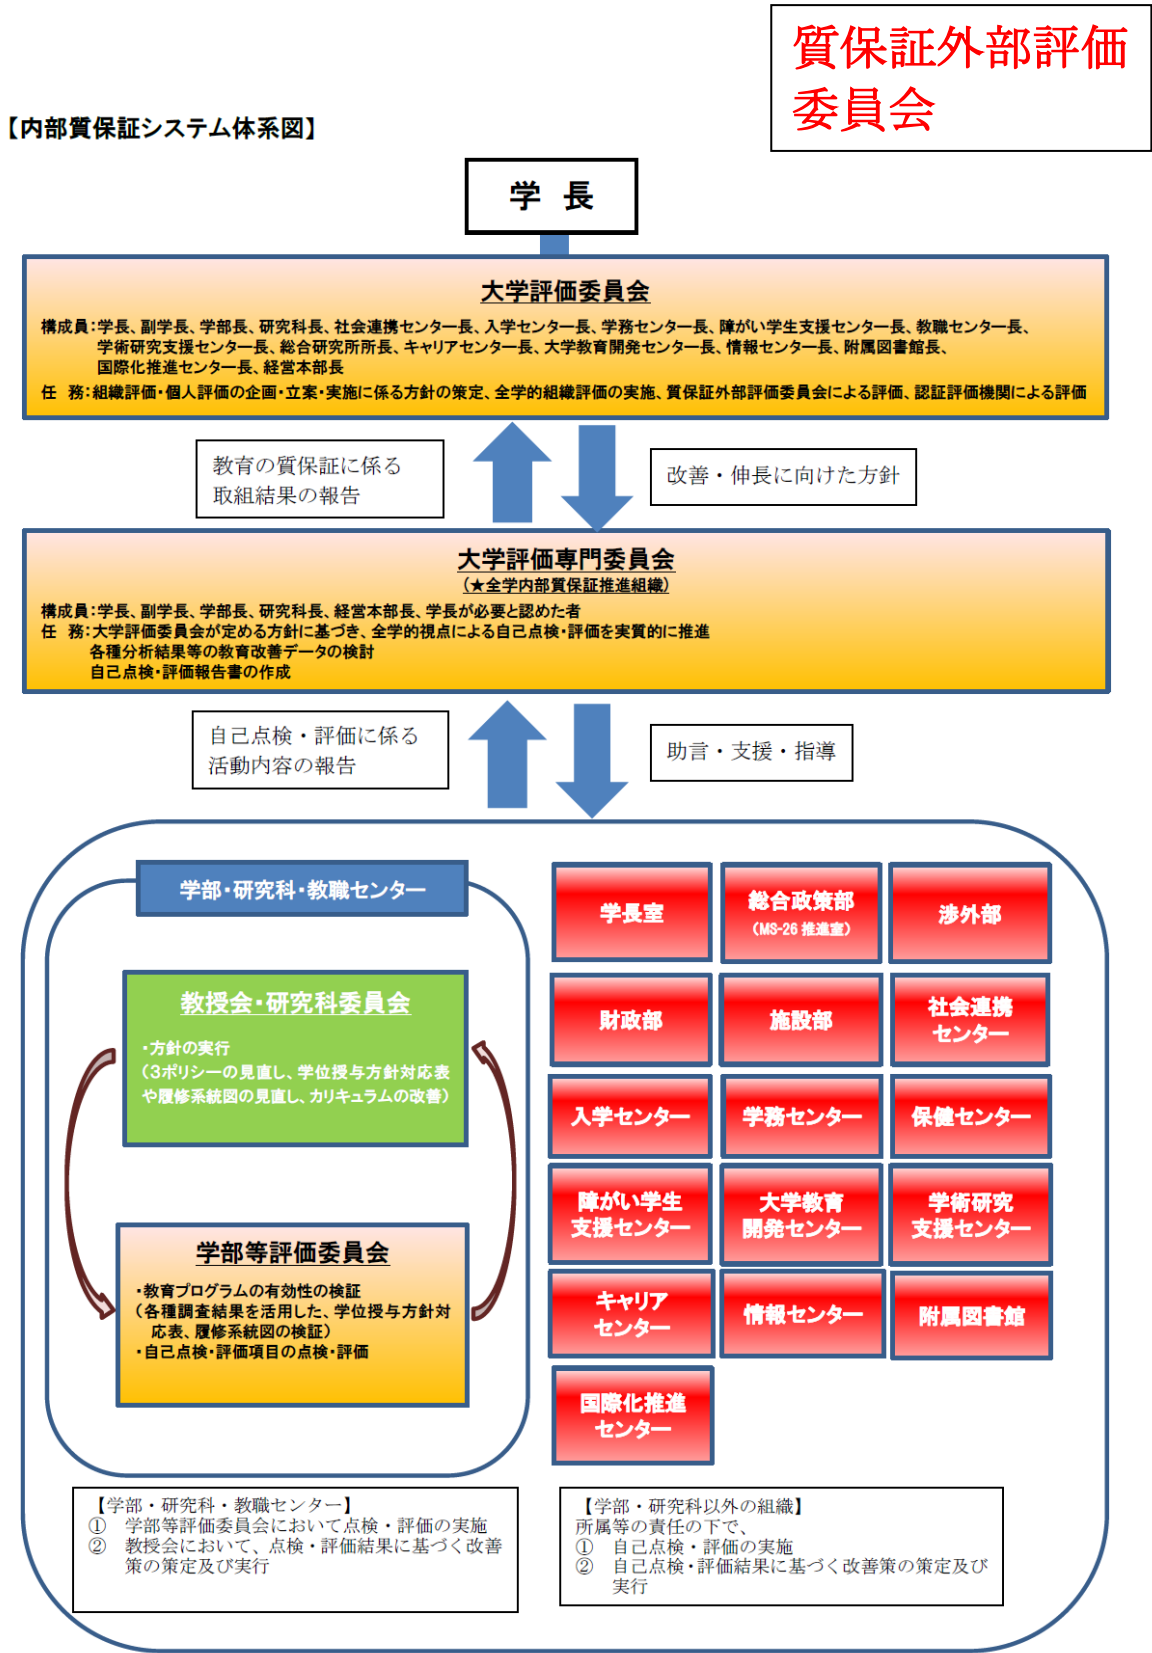 質保証外部評価
委員会
【内部質保証システム体系図】
学 長
大学評価委員会
構成員:学長、副学長、学部長、研究科長、社会連携センター長、入学センター長、学務センター長、障がい学生支援センター長、教職センター長、
学術研究支援センター長、総合研究所所長、キャリアセンター長、大学教育開発センター長、情報センター長、附属図書館長、
国際化推進センター長、経営本部長
任 務:組織評価・個人評価の企画・立案・実施に係る方針の策定、全学的組織評価の実施、質保証外部評価委員会による評価、認証評価機関による評価
教育の質保証に係る
取組結果の報告
改善・伸長に向けた方針
大学評価専門委員会
(★全学内部質保証推進組織)
構成員:学長、副学長、学部長、研究科長、経営本部長、学長が必要と認めた者
任 務:大学評価委員会が定める方針に基づき、全学的視点による自己点検・評価を実質的に推進
各種分析結果等の教育改善データの検討
自己点検・評価報告書の作成
自己点検・評価に係る
活動内容の報告
助言・支援・指導
学部・研究科・教職センター
教授会・研究科委員会
・方針の実行
(3ポリシーの見直し、学位授与方針対応表
や履修系統図の見直し、カリキュラムの改善)
学部等評価委員会
・教育プログラムの有効性の検証
(各種調査結果を活用した、学位授与方針対
応表、履修系統図の検証)
・自己点検・評価項目の点検・評価
学長室
総合政策部
(MS-26 推進室)
渉外部
財政部
施設部
社会連携
センター
入学センター
学務センター
保健センター
障がい学生
支援センター
大学教育
開発センター
学術研究
支援センター
キャリア
センター
情報センター
附属図書館
国際化推進
センター
【学部・研究科・教職センター】
① 学部等評価委員会において点検・評価の実施
② 教授会において、点検・評価結果に基づく改善
策の策定及び実行
【学部・研究科以外の組織】
所属等の責任の下で、
① 自己点検・評価の実施
② 自己点検・評価結果に基づく改善策の策定及び
実行